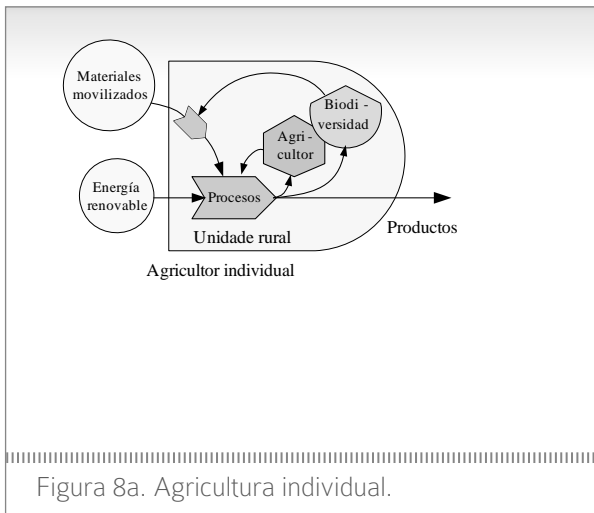 Materiales
movilizados
Biodi -
versidad
Agri -
cultor
Energía
renovable
Procesos
Unidade rural
Productos
Agricultor individual
Figura 8a. Agricultura individual.